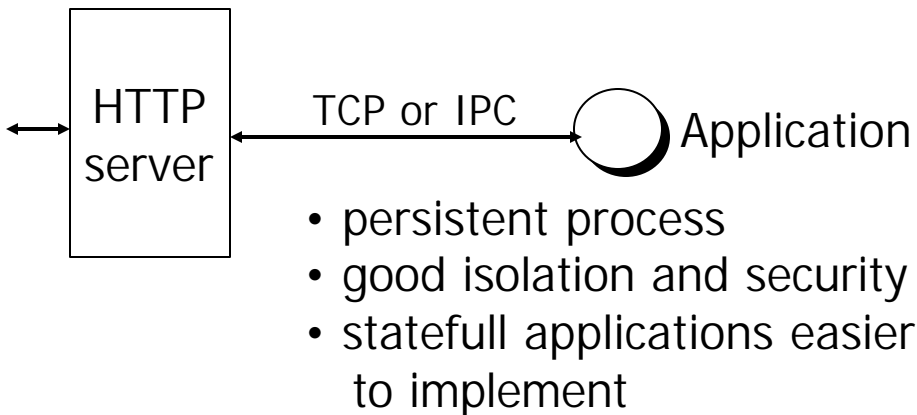 HTTP
server
TCP or IPC
Application
• persistent process
• good isolation and security
• statefull applications easier
to implement